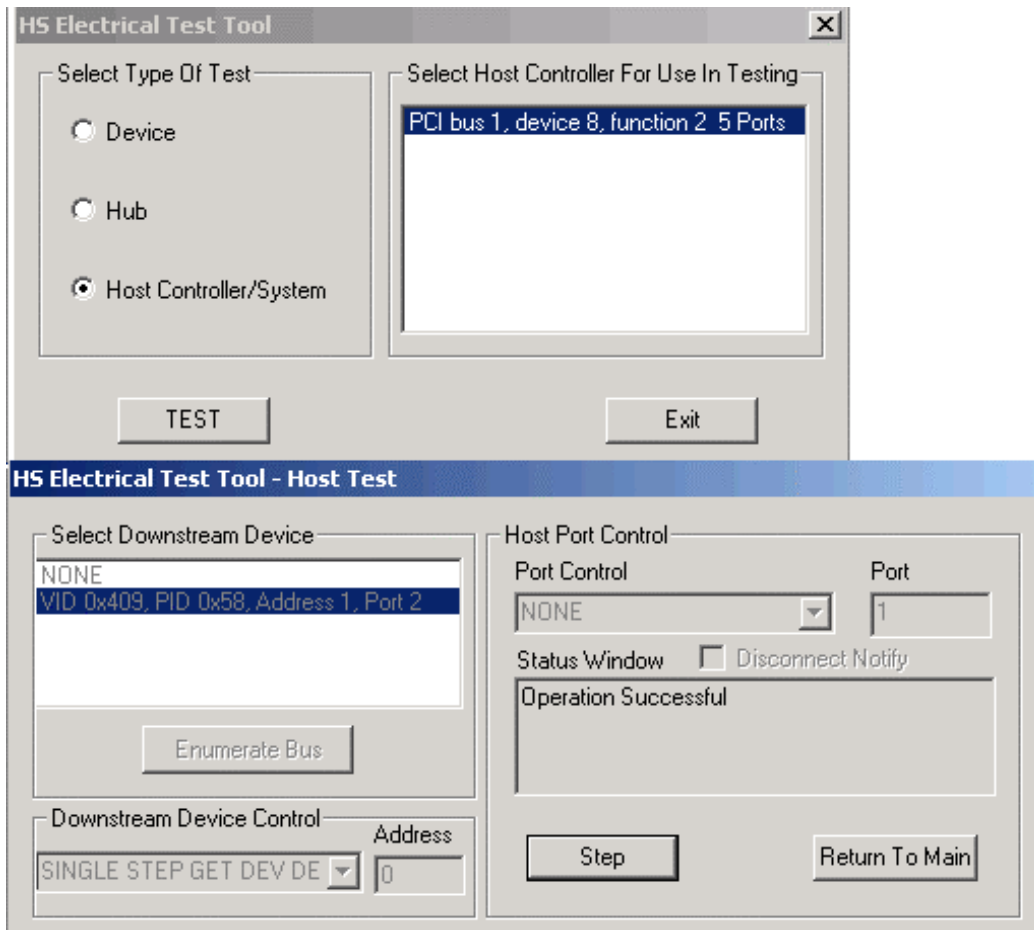 HS Electrical Test Tool
Select Type Of Test
Select Host Controller For Use In Testing
Device
Hub
Host Controller/System
PCI bus 1, device 8, function 2 5 Ports
TEST
Exit
HS Electrical Test Tool - Host Test
Select Downstream Device
NONE
VID 0x409, PID 0x58, Address 1, Port 2
Enumerate Bus
Downstream Device Control
Address
SINGLE STEP GET DEV DE
0
Host Port Control
Port Control
Port
NONE
1
Status Window
Disconnect Notify
Operation Successful
Step
Return To Main